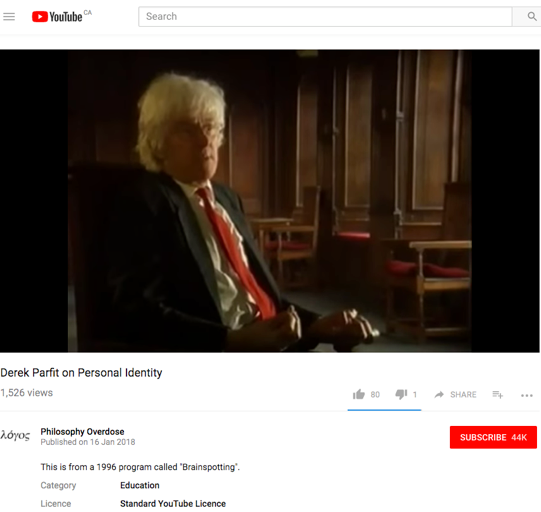 YouTube CA
Search
Derek Parfit on Personal Identity
1,526 views
80 1 SHARE
λόγος
Philosophy Overdose
Published on 16 Jan 2018
SUBSCRIBE 44K
This is from a 1996 program called "Brainspotting".
Category Education
Licence Standard YouTube Licence